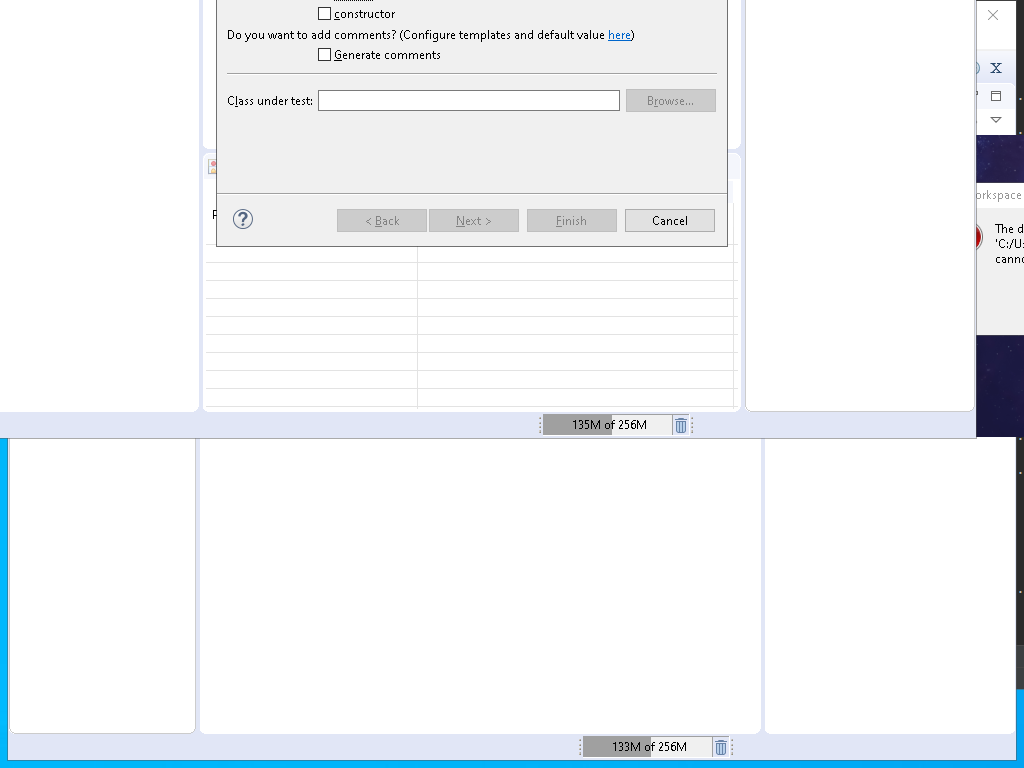 constructor
Do you want to add comments? (Configure templates and default value here)
Generate comments
Class under test:
Browse...
< Back
Next >
Finish
Cancel
The d
'C:/U:
canno
orkspace
135M of 256M
133M of 256M